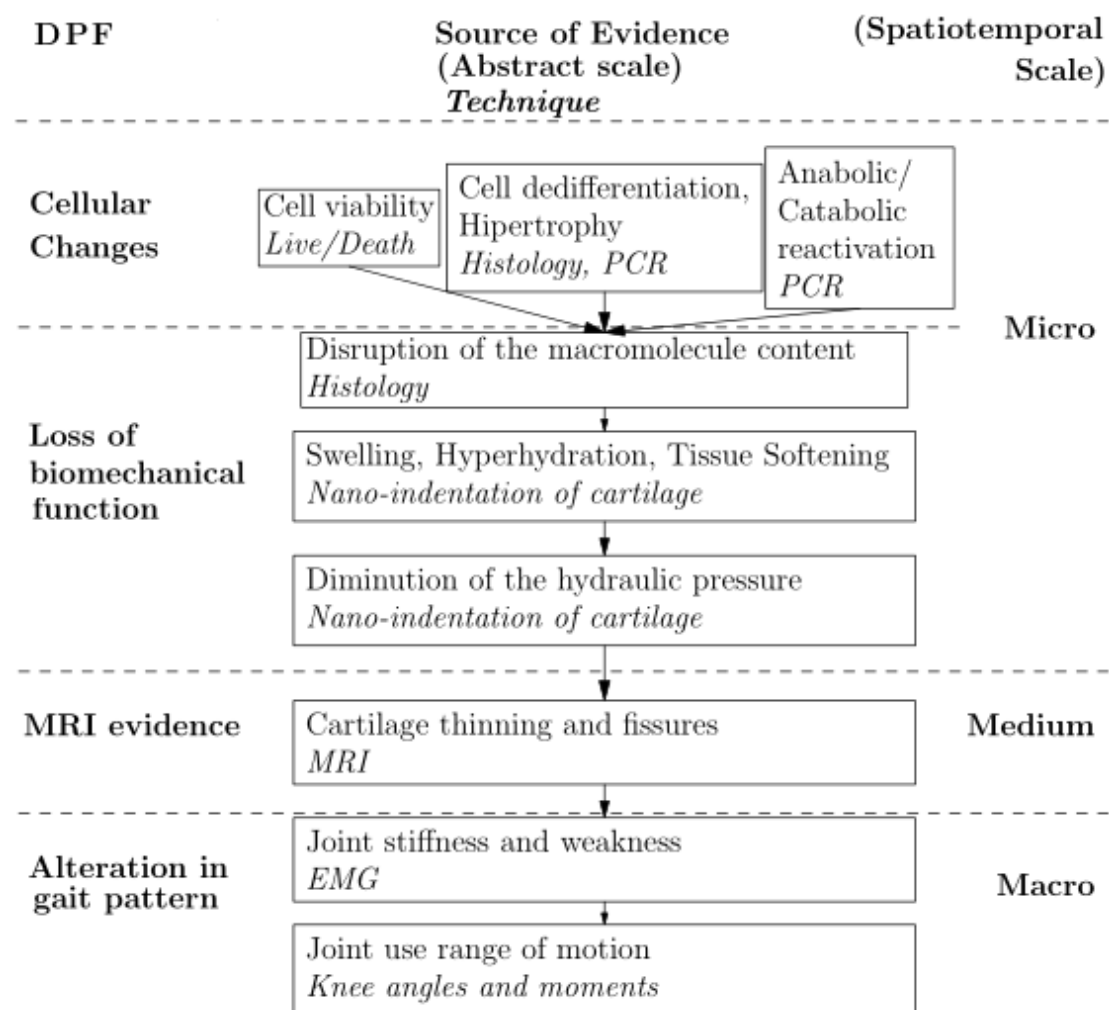 DPF
Source of Evidence
(Abstract scale)
Technique
(Spatiotemporal
Scale)
Cellular
Changes
Cell viability
Live/Death
Cell dedifferentiation,
Hipertrophy
Histology, PCR
Anabolic/
Catabolic
reactivation
PCR
Micro
Loss of
biomechanical
function
Disruption of the macromolecule content
Histology
Swelling, Hyperhydration, Tissue Softening
Nano-indentation of cartilage
Diminution of the hydraulic pressure
Nano-indentation of cartilage
MRI evidence
Cartilage thinning and fissures
MRI
Medium
Alteration in
gait pattern
Joint stiffness and weakness
EMG
Macro
Joint use range of motion
Knee angles and moments